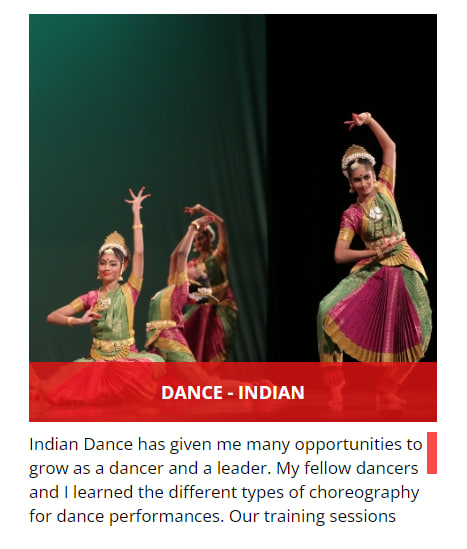 DANCE - INDIAN
Indian Dance has given me many opportunities to
grow as a dancer and a leader. My fellow dancers
and I learned the different types of choreography
for dance performances. Our training sessions